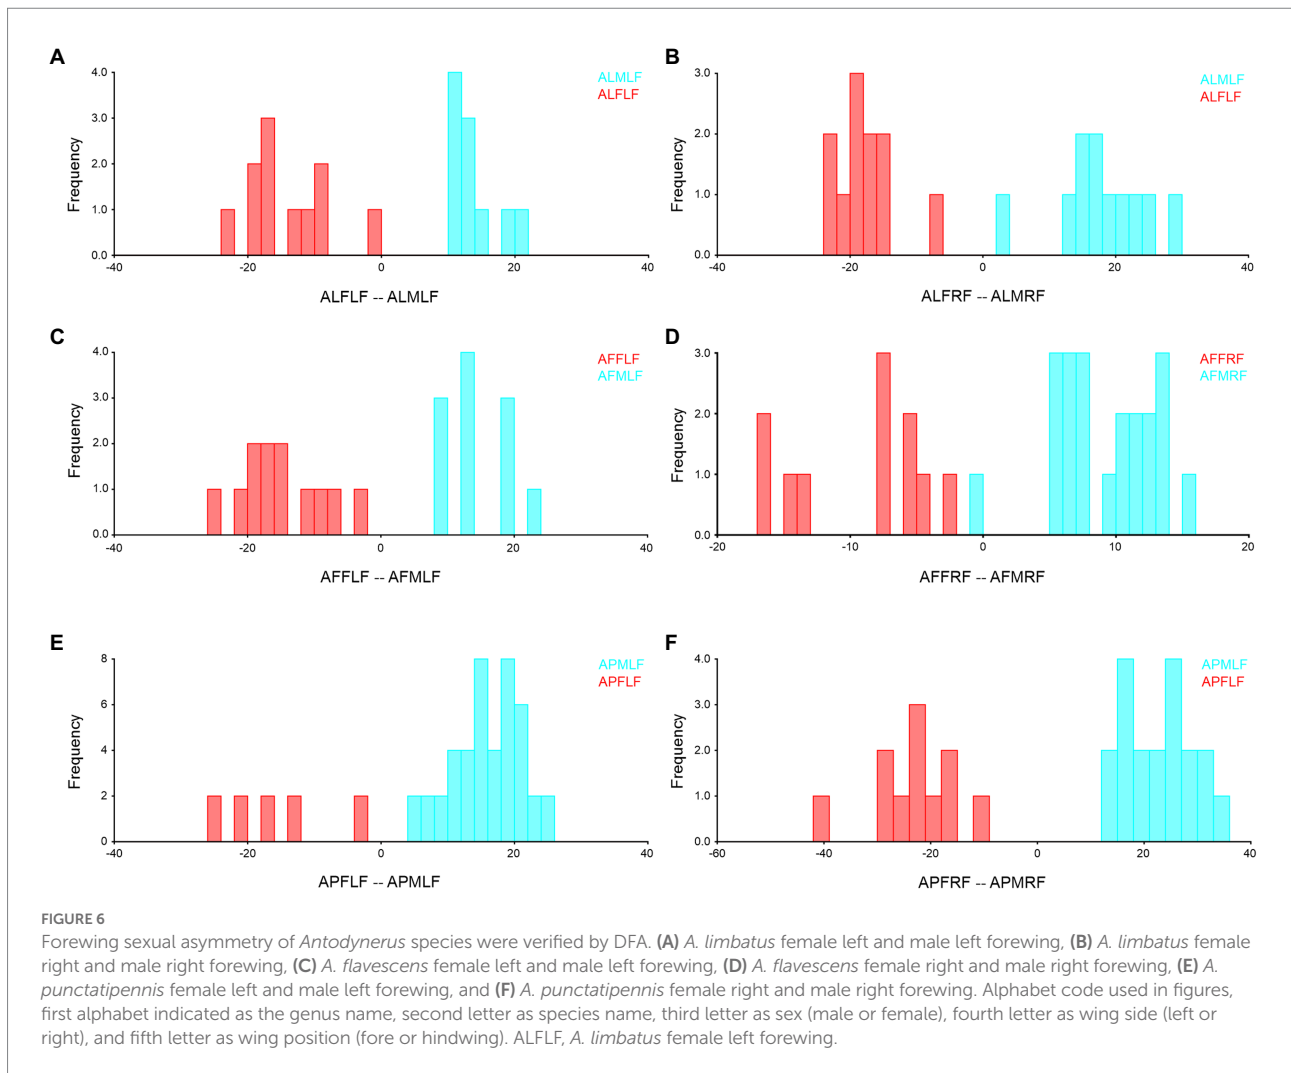 A
4.0
3.0
2.0
1.0
0.0
Frequency
-40
-20
0
20
40
ALMLF
ALFLF
ALFLF -- ALMLF
B
3.0
2.0
1.0
0.0
Frequency
-40
-20
0
20
40
ALMLF
ALFLF
ALFRF -- ALMRF
C
4.0
3.0
2.0
1.0
0.0
Frequency
-40
-20
0
20
40
AFFLF
AFMLF
AFFLF -- AFMLF
D
3.0
2.0
1.0
0.0
Frequency
-20
-10
0
10
20
AFFRF
AFMRF
AFFRF -- AFMRF
E
8
6
4
2
0
Frequency
-40
-20
0
20
40
APMLF
APFLF
APFLF -- APMLF
F
4.0
3.0
2.0
1.0
0.0
Frequency
-60
-40
-20
0
20
40
APMLF
APFLF
APFRF -- APMRF
FIGURE 6
Forewing sexual asymmetry of Antodynerus species were verified by DFA. (A) A. limbatus female left and male left forewing, (B) A. limbatus female
right and male right forewing, (C) A. flavescens female left and male left forewing, (D) A. flavescens female right and male right forewing, (E) A.
punctatipennis female left and male left forewing, and (F) A. punctatipennis female right and male right forewing. Alphabet code used in figures,
first alphabet indicated as the genus name, second letter as species name, third letter as sex (male or female), fourth letter as wing side (left or
right), and fifth letter as wing position (fore or hindwing). ALFLF, A. limbatus female left forewing.